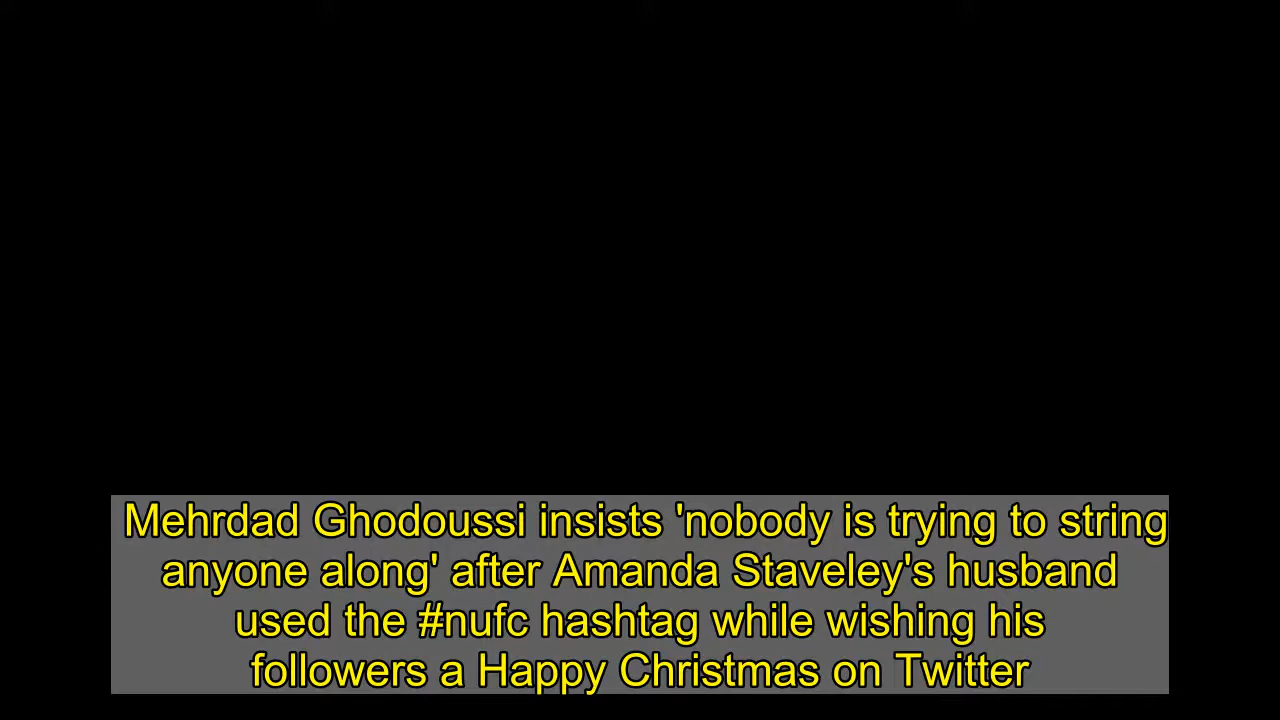 Mehrdad Ghodoussi insists 'nobody is trying to string
anyone along' after Amanda Staveley's husband
used the #nufc hashtag while wishing his
followers a Happy Christmas on Twitter